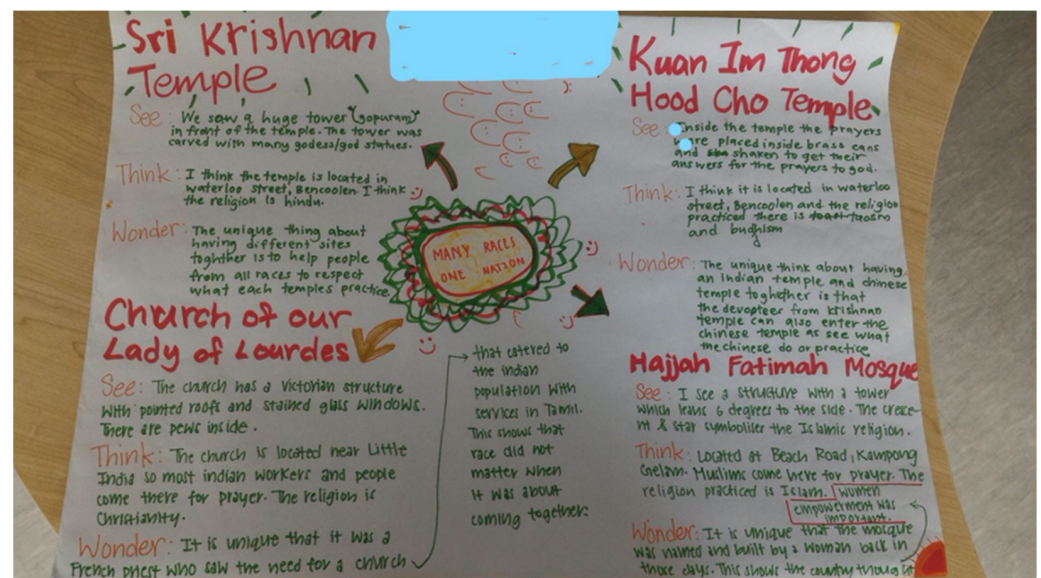 Sri Krishnan
Temple
See: We saw a huge tower (gopuram)
in front of the temple. The tower was
carved with many godess/god statues.
Think: I think the temple is located in
waterloo street, Bencoolen. I think
the religion is hindu.
Wonder: The unique thing about
having different sites
toghther is to help people
from all races to respect
what each temples practice.
Church of our
Lady of Lourdes
See: The church has a Victorian structure
with pointed roofs and stained glass windows.
There are pews inside.
Think: The church is located near Little
India so most indian workers and people
come there for prayer. The religion is
Christianity.
Wonder: It is unique that it was a
French priest who saw the need for a church
that catered to
the indian
population with
services in Tamil.
This shows that
race did not
matter when
it was about
coming together.
MANY RACES
ONE NATION
Kuan Im Thong
Hood Cho Temple
See Inside the temple the prayers
were placed inside brass cans
and shaken to get their
answers for the prayers to god.
Think: I think it is located in waterloo
street, Bencoolen and the religion
practiced there is taosm
and budhism
Wonder: The unique think about having
an Indian temple and chinese
temple toghether is that
the devopteer from krishnan
temple can also enter the
chinese temple as see what
the chinese do or practice
Hajjah Fatimah Mosque
See: I see a structure with a tower
which leans 6 degrees to the side. The cresce-
nt & star symbolises the Islamic religion.
Think: Located at Beach Road, Kampong
Gelam. Muslims come here for prayer. The
religion practiced is Islam. women
empowerment was
important.
Wonder: It is unique that the mosque
was named and built by a woman back in
those days. This shows the country thought